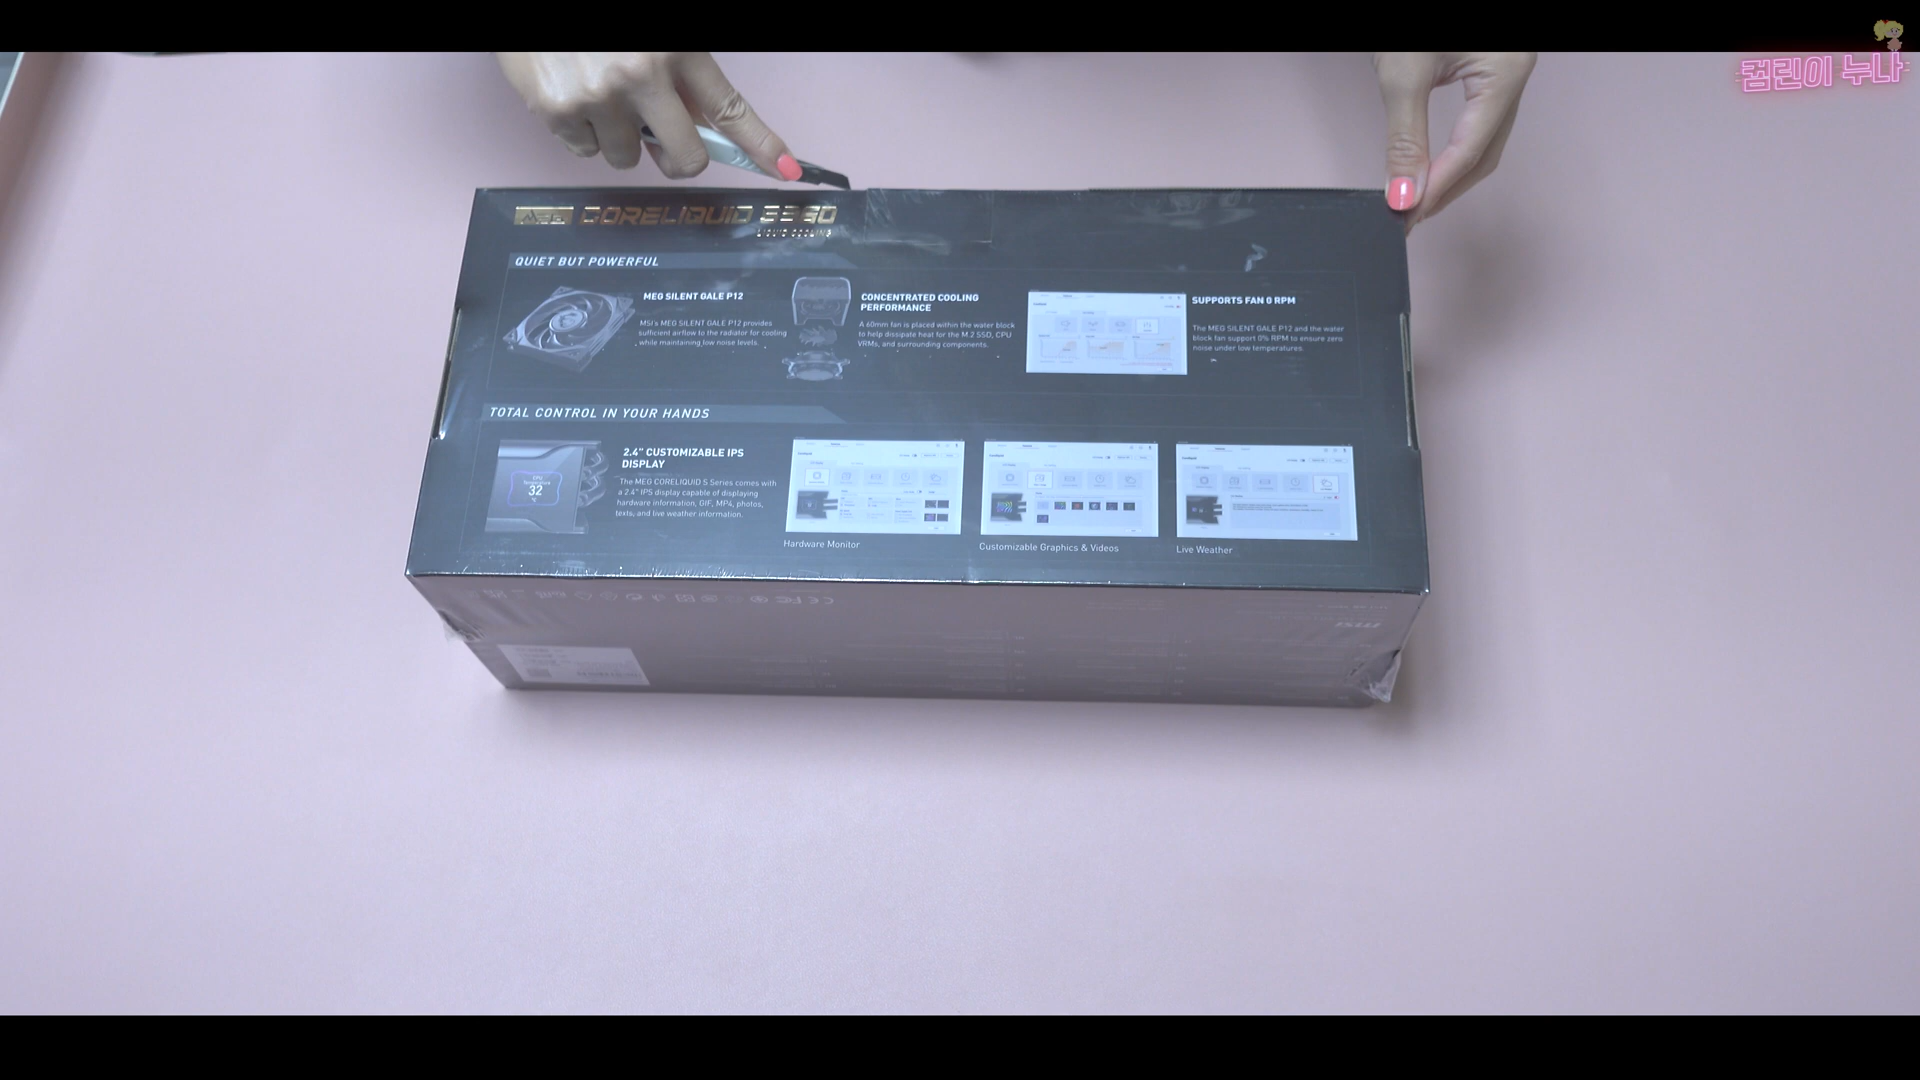 컴린이 누나
MEG CORELIQUID S360
LIQUID COOLING
QUIET BUT POWERFUL
MEG SILENT GALE P12
MSI's MEG SILENT GALE P12 provides
sufficient airflow to the radiator for cooling
while maintaining low noise levels.
CONCENTRATED COOLING
PERFORMANCE
A 60mm fan is placed within the water block
to help dissipate heat for the M.2 SSD, CPU
VRMs, and surrounding components.
SUPPORTS FAN 0 RPM
The MEG SILENT GALE P12 and the water
block fan support 0% RPM to ensure zero
noise under low temperatures.
TOTAL CONTROL IN YOUR HANDS
CPU
Temperature
32
°C
2.4" CUSTOMIZABLE IPS
DISPLAY
The MEG CORELIQUID S Series comes with
a 2.4" IPS display capable of displaying
hardware information, GIF, MP4, photos,
texts, and live weather information.
Hardware Monitor
Customizable Graphics & Videos
Live Weather
msi